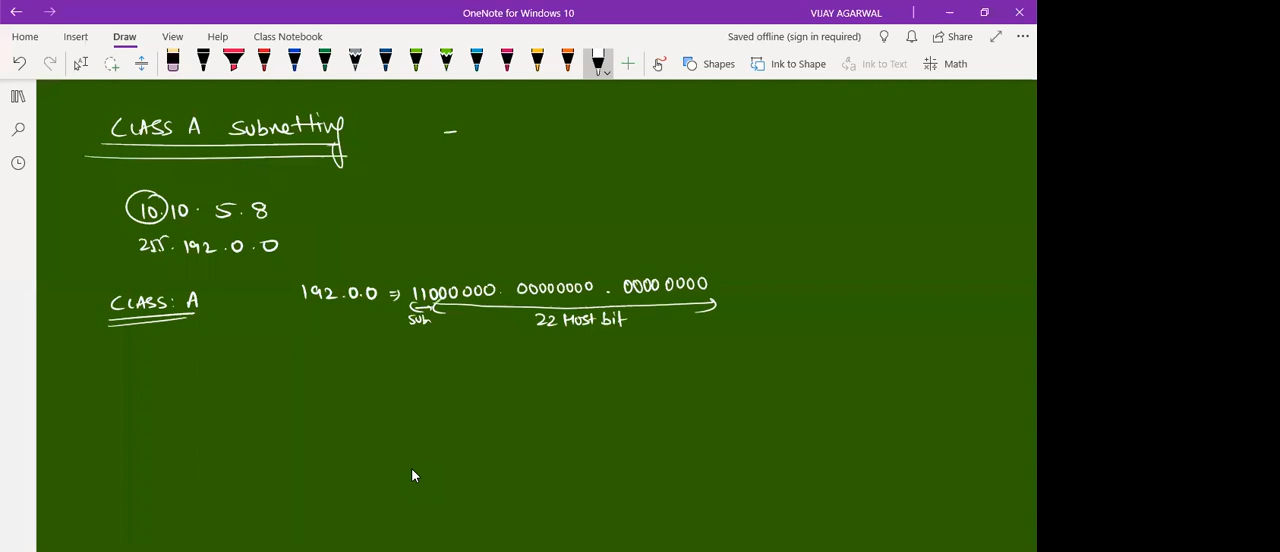 OneNote for Windows 10
VIJAY AGARWAL
Home Insert Draw View Help Class Notebook
Saved offline (sign in required) Share
Shapes Ink to Shape Ink to Text Math
CLASS A Subnetting -
10.10.5.8
255.192.0.0
192.0.0 ⇒ 11000000. 00000000 . 00000000
CLASS: A
Sub 22 Host bit